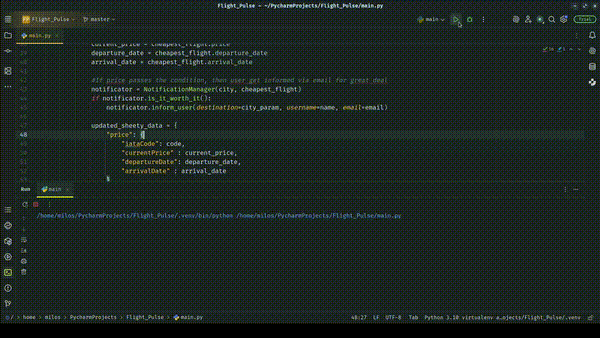 Flight_Pulse – ~/PycharmProjects/Flight_Pulse/main.py
Flight_Pulse master main Trial
main.py
current_price = cheapest_flight.price
departure_date = cheapest_flight.departure_date
arrival_date = cheapest_flight.arrival_date
#If price passes the condition, then user get informed via email for great deal
notificator = NotificationManager(city, cheapest_flight)
if notificator.is_it_worth_it():
notificator.inform_user(destination=city_param, username=name, email=email)
updated_sheety_data = {
48 "price": {
"iataCode": code,
"currentPrice" : current_price,
"departureDate": departure_date,
"arrivalDate" : arrival_date
}
Run main
/home/milos/PycharmProjects/Flight_Pulse/.venv/bin/python /home/milos/PycharmProjects/Flight_Pulse/main.py
/ > home > milos > PycharmProjects > Flight_Pulse > main.py 48:27 LF UTF-8 Tab Python 3.10 virtualenv a…ojects/Flight_Pulse/.venv